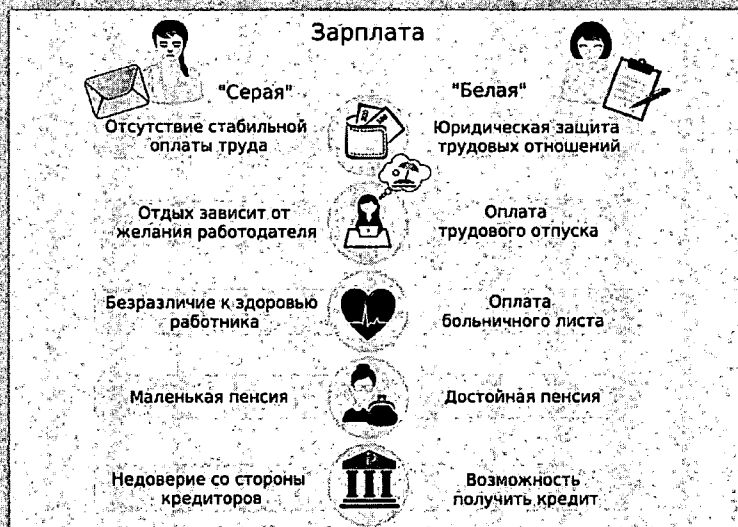 Зарплата
"Серая"
"Белая"
Отсутствие стабильной
оплаты труда
Юридическая защита
трудовых отношений
Отдых зависит от
желания работодателя
Оплата
трудового отпуска
Безразличие к здоровью
работника
Оплата
больничного листа
Маленькая пенсия
Достойная пенсия
Недоверие со стороны
кредиторов
Возможность
получить кредит